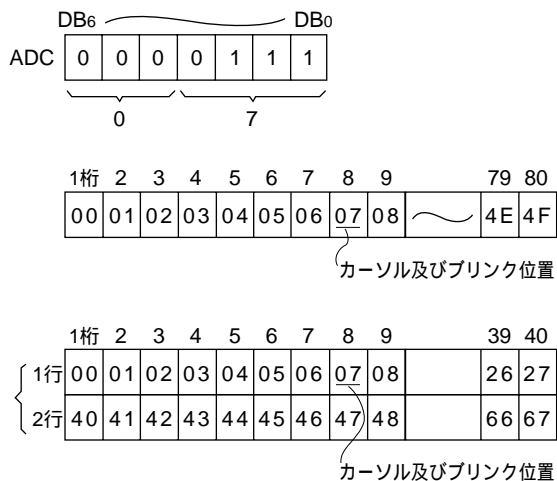 DB6 DB0
ADC 0 0 0 0 1 1 1
0 7
1桁 2 3 4 5 6 7 8 9 79 80
00 01 02 03 04 05 06 07 08 4E 4F
カーソル及びブリンク位置
1桁 2 3 4 5 6 7 8 9 39 40
1行 00 01 02 03 04 05 06 07 08 26 27
2行 40 41 42 43 44 45 46 47 48 66 67
カーソル及びブリンク位置